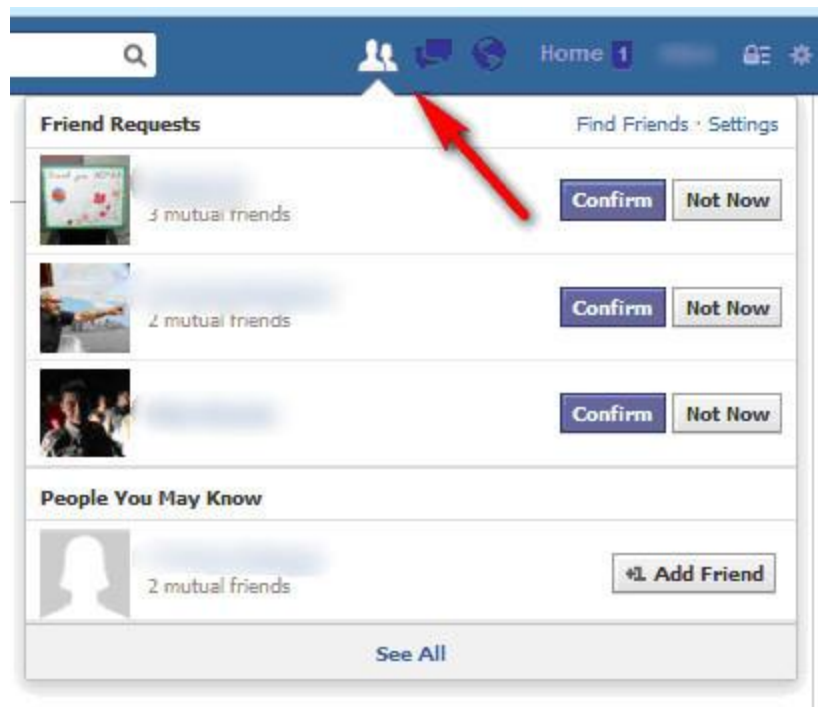 Home 1
Friend Requests
Find Friends · Settings
3 mutual friends
Confirm
Not Now
2 mutual friends
Confirm
Not Now
Confirm
Not Now
People You May Know
2 mutual friends
+1 Add Friend
See All